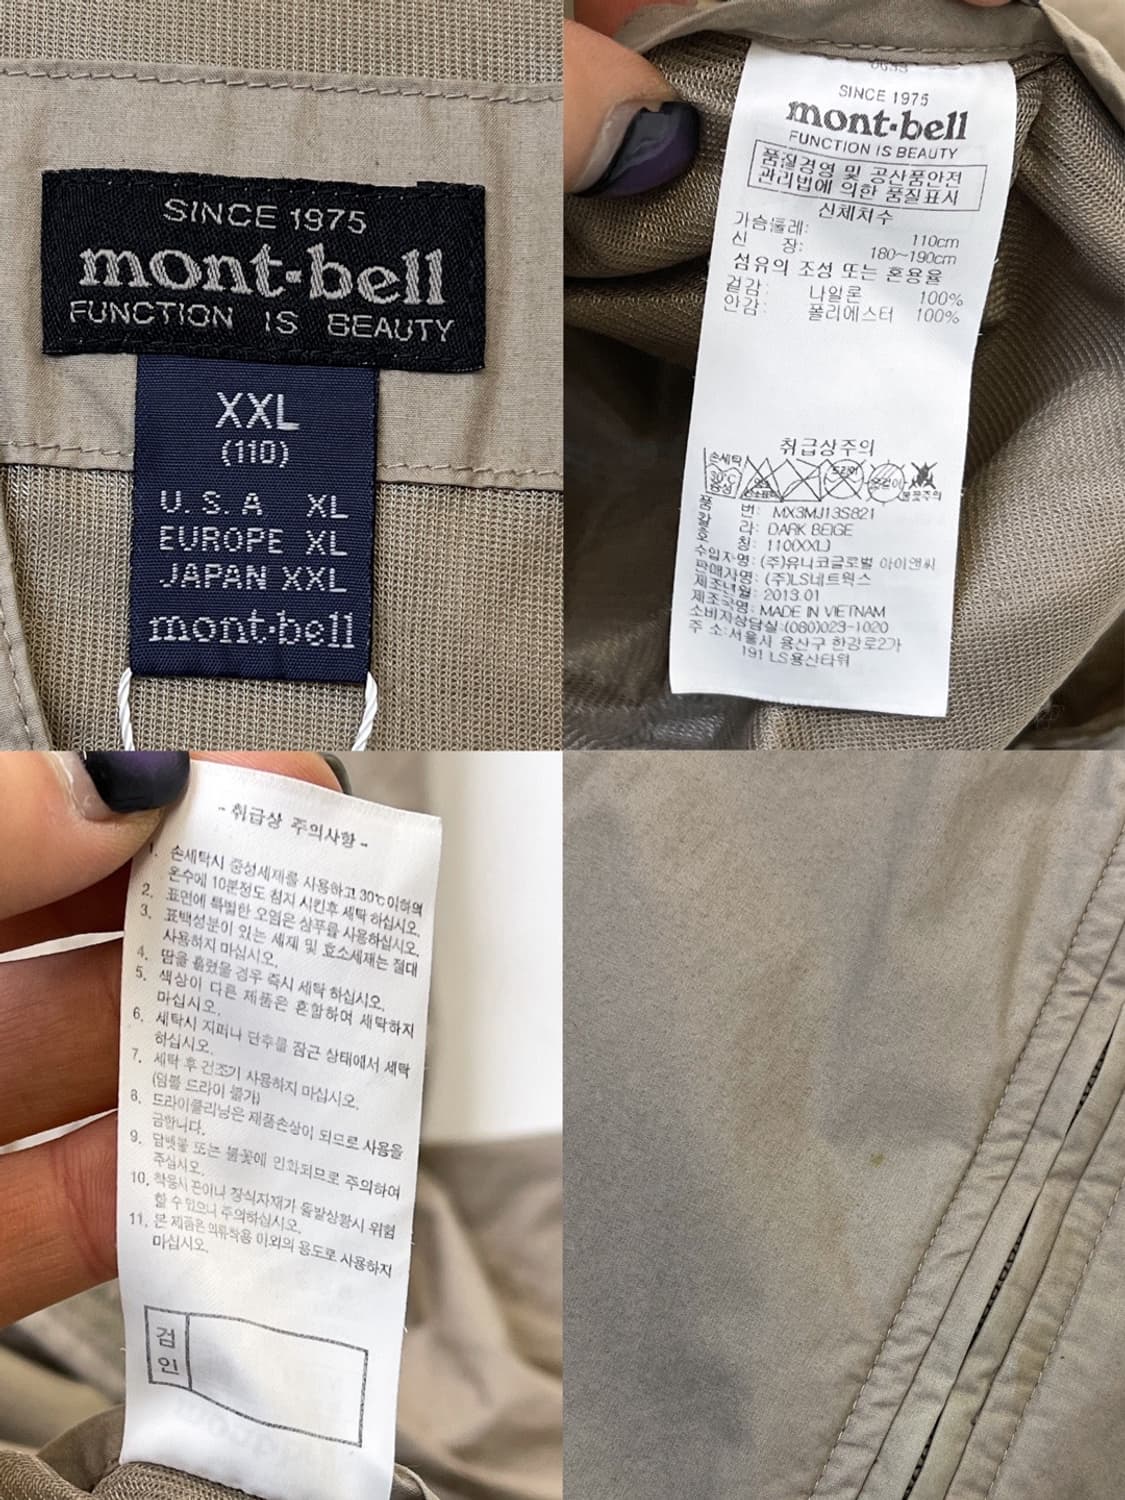 SINCE 1975
mont-bell
FUNCTION IS BEAUTY
XXL
(110)
U.S.A XL
EUROPE XL
JAPAN XXL
mont-bell
SINCE 1975
mont-bell
FUNCTION IS BEAUTY
품질경영 및 공산품안전
관리법에 의한 품질표시
신체치수
가슴둘레: 110cm
신 장: 180~190cm
섬유의 조성 또는 혼용율
겉감: 나일론 100%
안감: 폴리에스터 100%
취급상주의
손세탁
30℃
중성
드라이
불꽃주의
품 번: MX3MJ13S821
칼 라: DARK BEIGE
호 칭: 110(XXL)
수입자명: (주)유니코글로벌 아이앤씨
판매자명: (주)LS네트웍스
제조년월: 2013.01
제조국명: MADE IN VIETNAM
소비자상담실:(080)023-1020
주 소:서울시 용산구 한강로2가
191 LS용산타워
- 취급상 주의사항 -
1. 손세탁시 중성세제를 사용하고 30℃이하의
온수에 10분정도 침지 시킨후 세탁 하십시오.
2. 표면에 특별한 오염은 샴푸를 사용하십시오.
3. 표백성분이 있는 세제 및 효소세제는 절대
사용하지 마십시오.
4. 땀을 흘렸을 경우 즉시 세탁 하십시오.
5. 색상이 다른 제품은 혼합하여 세탁하지
마십시오.
6. 세탁시 지퍼나 단추를 잠근 상태에서 세탁
하십시오.
7. 세탁 후 건조기 사용하지 마십시오.
(덤블 드라이 불가)
8. 드라이클리닝은 제품손상이 되므로 사용을
금합니다.
9. 담뱃불 또는 불꽃에 인화되므로 주의하여
주십시오.
10. 착용시 끈이나 장식자재가 돌발상황시 위험
할 수 있으니 주의하십시오.
11. 본 제품은 의류착용 이외의 용도로 사용하지
마십시오.
검
인